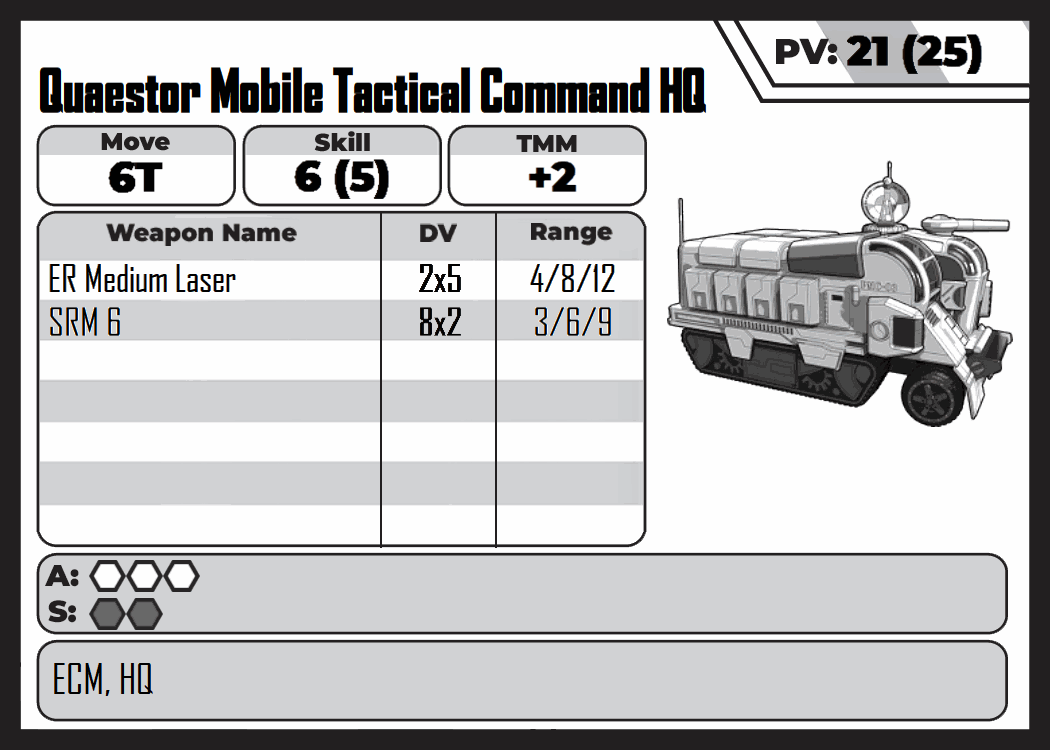 PV: 21 (25)
Quaestor Mobile Tactical Command HQ
Move Skill TMM
6T 6 (5) +2
Weapon Name DV Range
ER Medium Laser 2x5 4/8/12
SRM 6 8x2 3/6/9
A:
S:
ECM, HQ